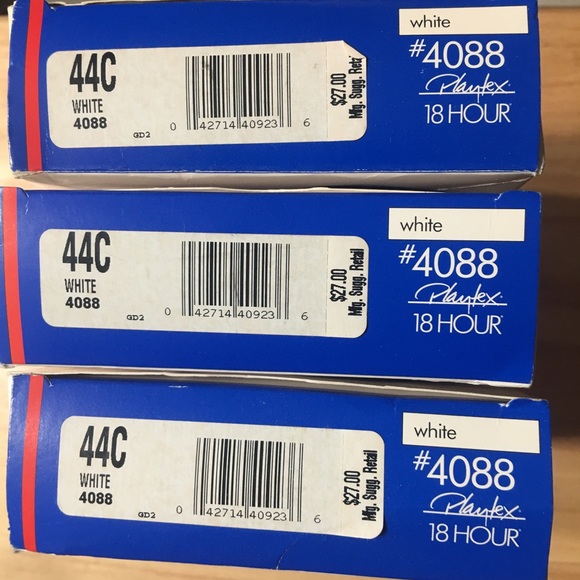 44C
WHITE
4088
GD2
0 42714 40923 6
$27.00
Mfg. Sugg. Reta
white
#4088
Playtex
18 HOUR
44C
WHITE
4088
GD2
0 42714 40923 6
$27.00
Mfg. Sugg. Retail
white
#4088
Playtex
18 HOUR
44C
WHITE
4088
GD2
0 42714 40923 6
$27.00
Mfg. Sugg. Retail
white
#4088
Playtex
18 HOUR